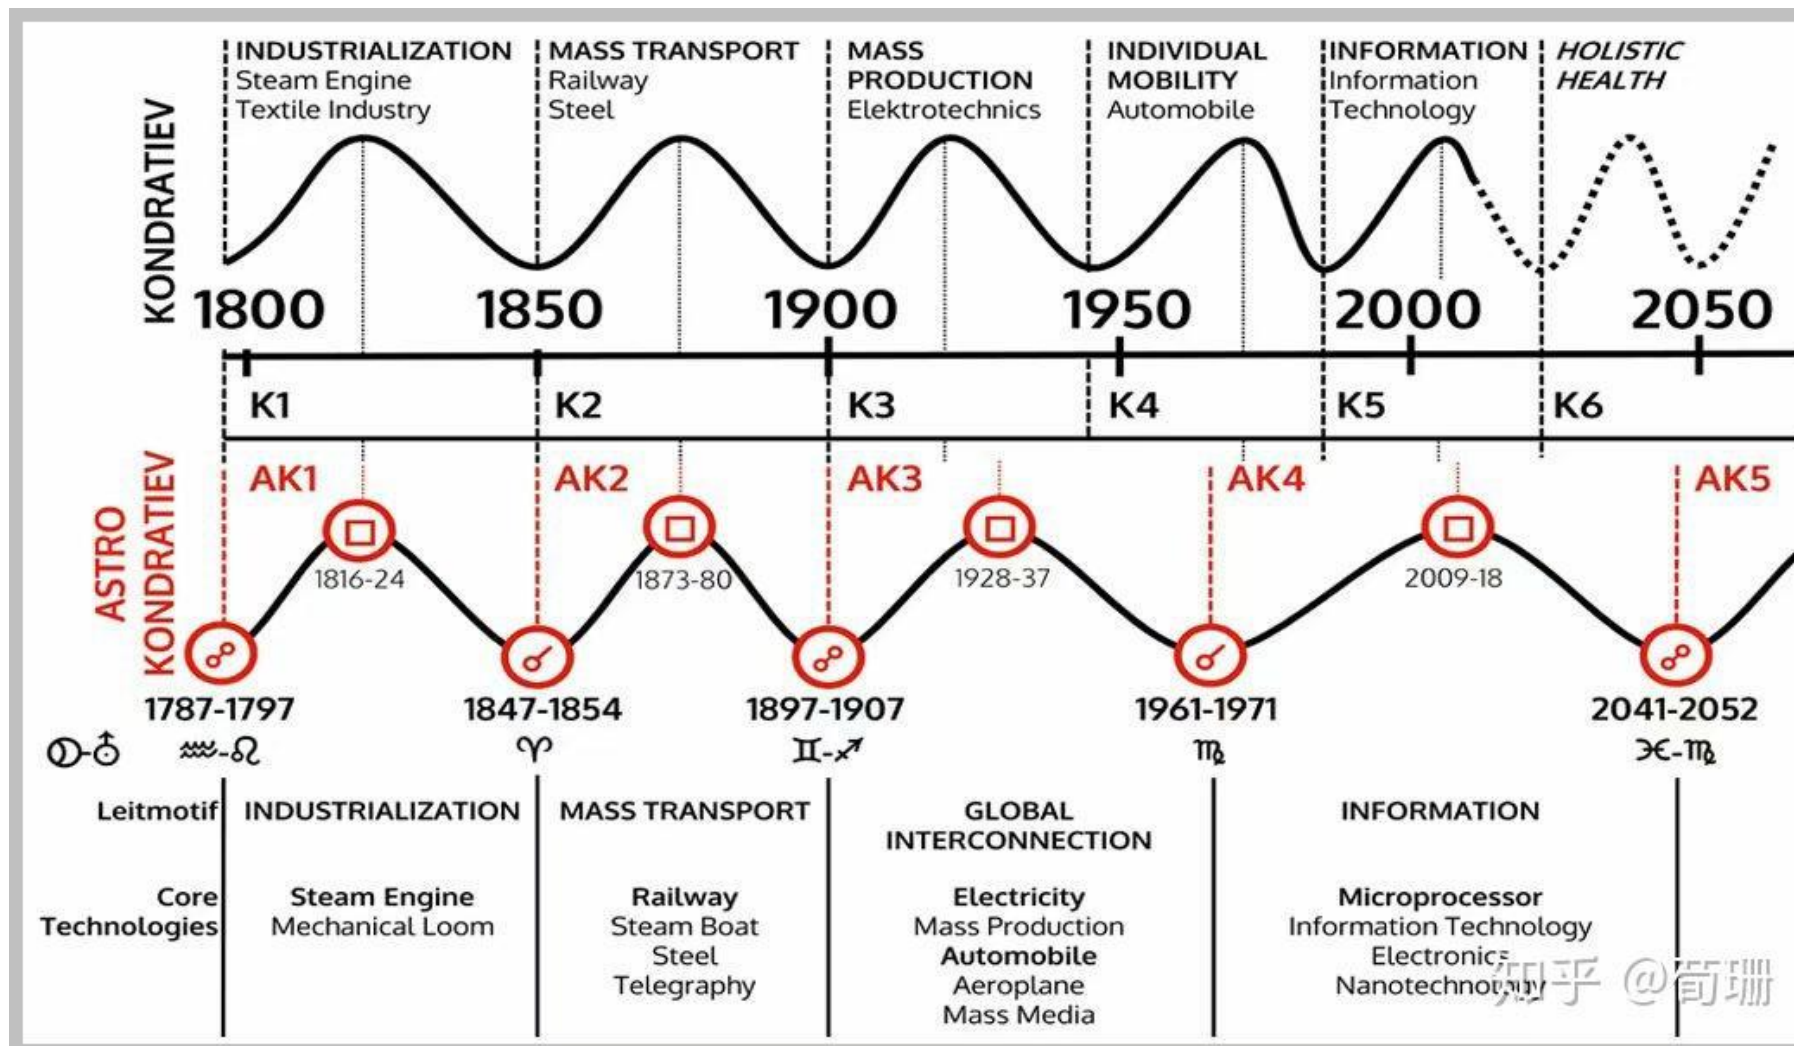 INDUSTRIALIZATION
Steam Engine
Textile Industry
MASS TRANSPORT
Railway
Steel
MASS
PRODUCTION
Elektrotechnics
INDIVIDUAL
MOBILITY
Automobile
INFORMATION
Information
Technology
HOLISTIC
HEALTH
KONDRATIEV
1800 1850 1900 1950 2000 2050
K1 K2 K3 K4 K5 K6
ASTRO
KONDRATIEV
AK1 AK2 AK3 AK4 AK5
1816-24 1873-80 1928-37 2009-18
1787-1797 1847-1854 1897-1907 1961-1971 2041-2052
♒-♌ ♈ ♊-♐ ♍ ♓-♍
Leitmotif
INDUSTRIALIZATION
MASS TRANSPORT
GLOBAL
INTERCONNECTION
INFORMATION
Core
Technologies
Steam Engine
Mechanical Loom
Railway
Steam Boat
Steel
Telegraphy
Electricity
Mass Production
Automobile
Aeroplane
Mass Media
Microprocessor
Information Technology
Electronics
Nanotechnology
知乎 @荀珊